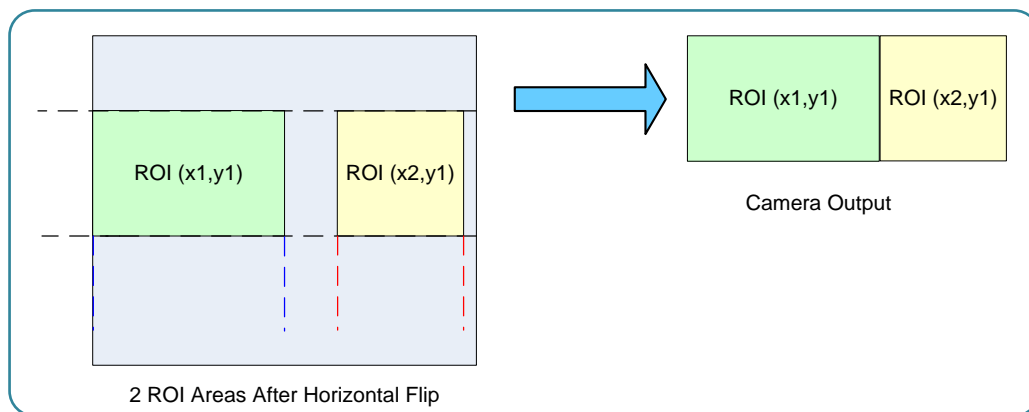 ROI (x1,y1)
ROI (x2,y1)
2 ROI Areas After Horizontal Flip
ROI (x1,y1)
ROI (x2,y1)
Camera Output